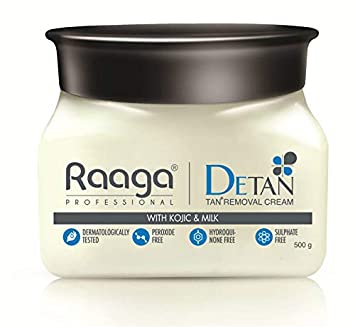 Raaga®
PROFESSIONAL
DETAN
TAN REMOVAL CREAM
WITH KOJIC & MILK
DERMATOLOGICALLY
TESTED
PEROXIDE
FREE
HYDROQUI-
NONE FREE
SULPHATE
FREE
500 g